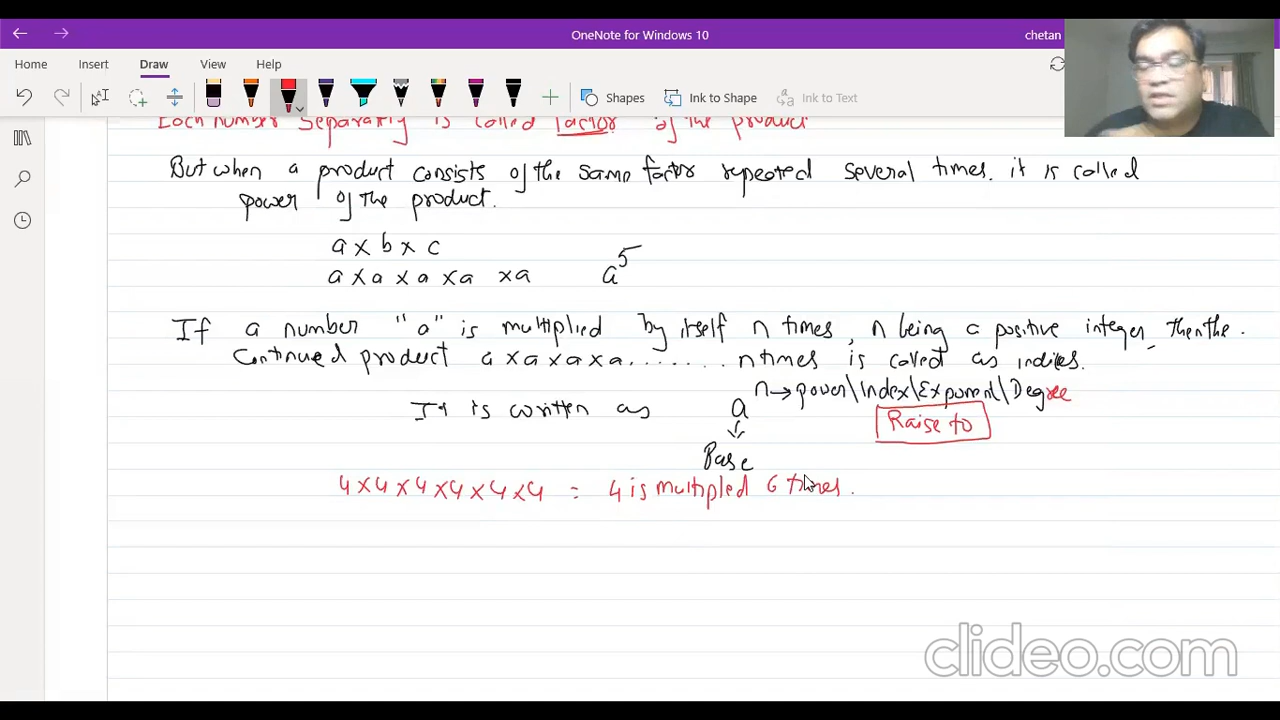 OneNote for Windows 10
chetan
Home Insert Draw View Help
Shapes Ink to Shape Ink to Text
Each number separatly is called factor of the product
But when a product consists of the same factor repeated several times. it is called
power of the product.
a x b x c
a x a x a x a x a a⁵
If a number "a" is multiplied by itself n times, n being a positive integer, then the.
Continued product a x a x a x a........ n times is called as indices.
n→power\Index\Exponent\Degree
It is written as a
Raise to
Base
4 x 4 x 4 x 4 x 4 x 4 = 4 is multipled 6 times.
clideo.com